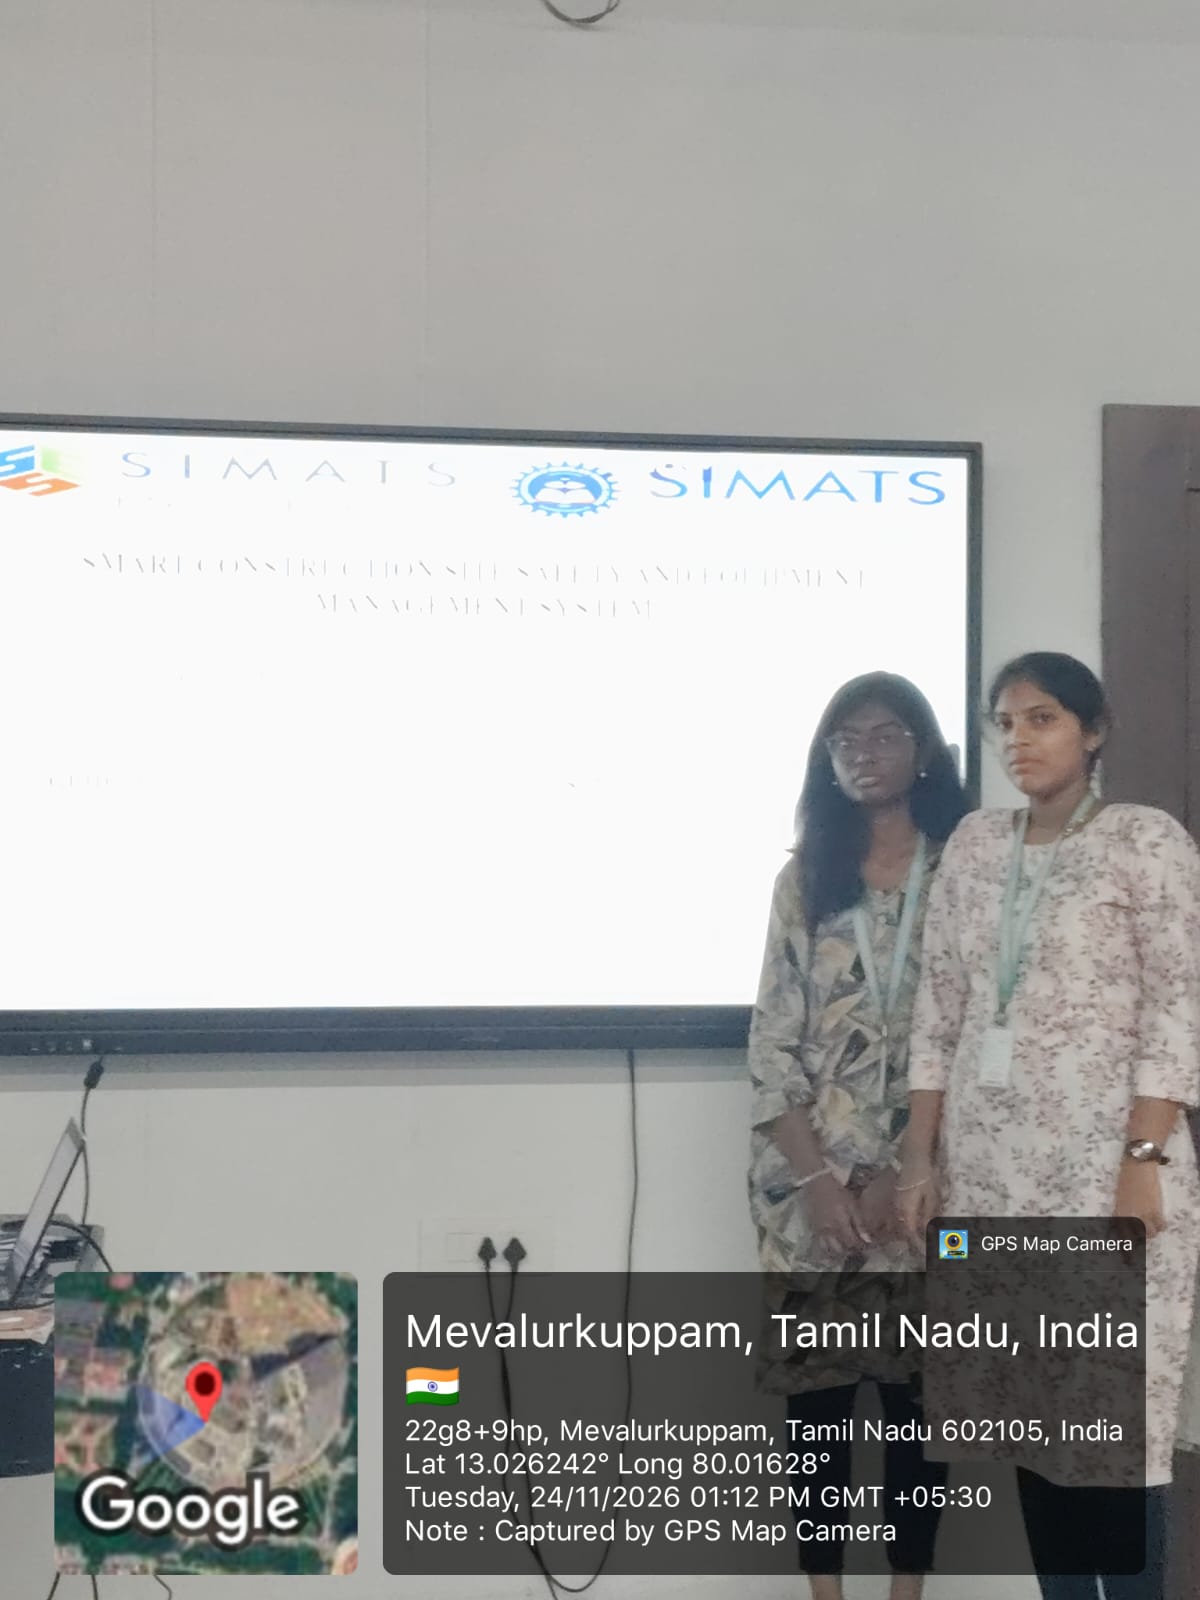 SIMATS
SIMATS
SMART CONSTRUCTION SITE SAFETY AND EQUIPMENT
MANAGEMENT SYSTEM
GPS Map Camera
Mevalurkuppam, Tamil Nadu, India
🇮🇳
22g8+9hp, Mevalurkuppam, Tamil Nadu 602105, India
Lat 13.026242° Long 80.01628°
Tuesday, 24/11/2026 01:12 PM GMT +05:30
Note : Captured by GPS Map Camera
Google